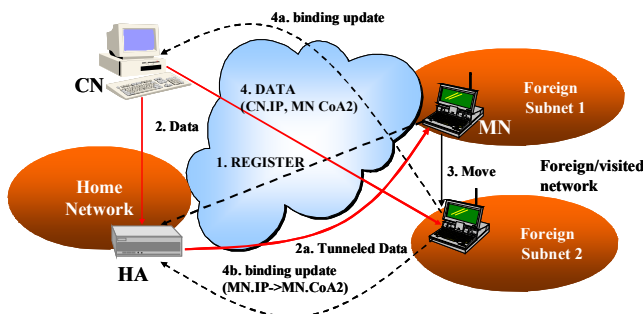 4a. binding update
CN
4. DATA
(CN.IP, MN CoA2)
Foreign
Subnet 1
MN
2. Data
1. REGISTER
3. Move
Foreign/visited
network
Home
Network
2a. Tunneled Data
Foreign
Subnet 2
HA
4b. binding update
(MN.IP->MN.CoA2)